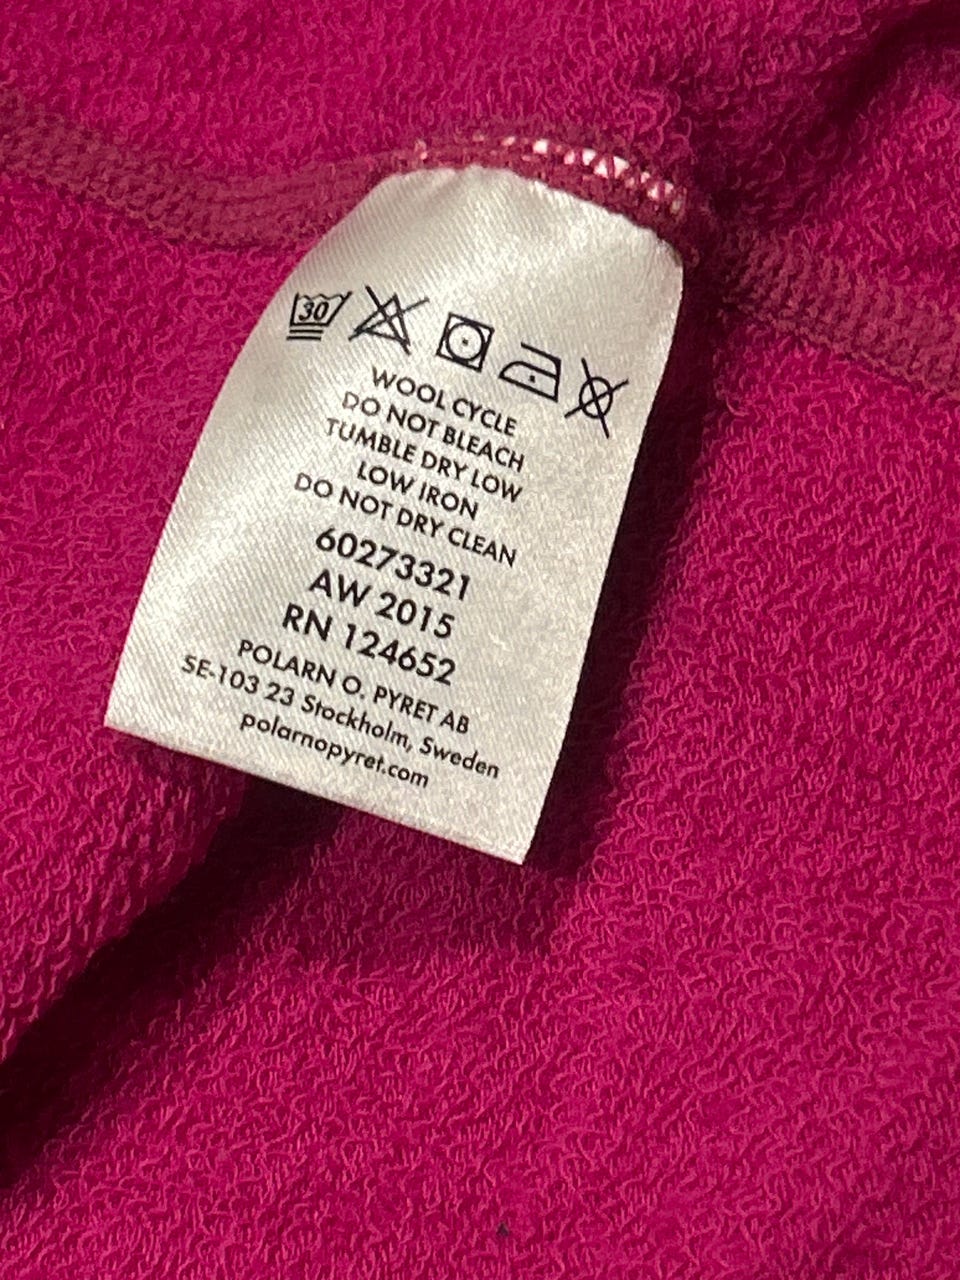 30
WOOL CYCLE
DO NOT BLEACH
TUMBLE DRY LOW
LOW IRON
DO NOT DRY CLEAN
60273321
AW 2015
RN 124652
POLARN O. PYRET AB
SE-103 23 Stockholm, Sweden
polarnopyret.com